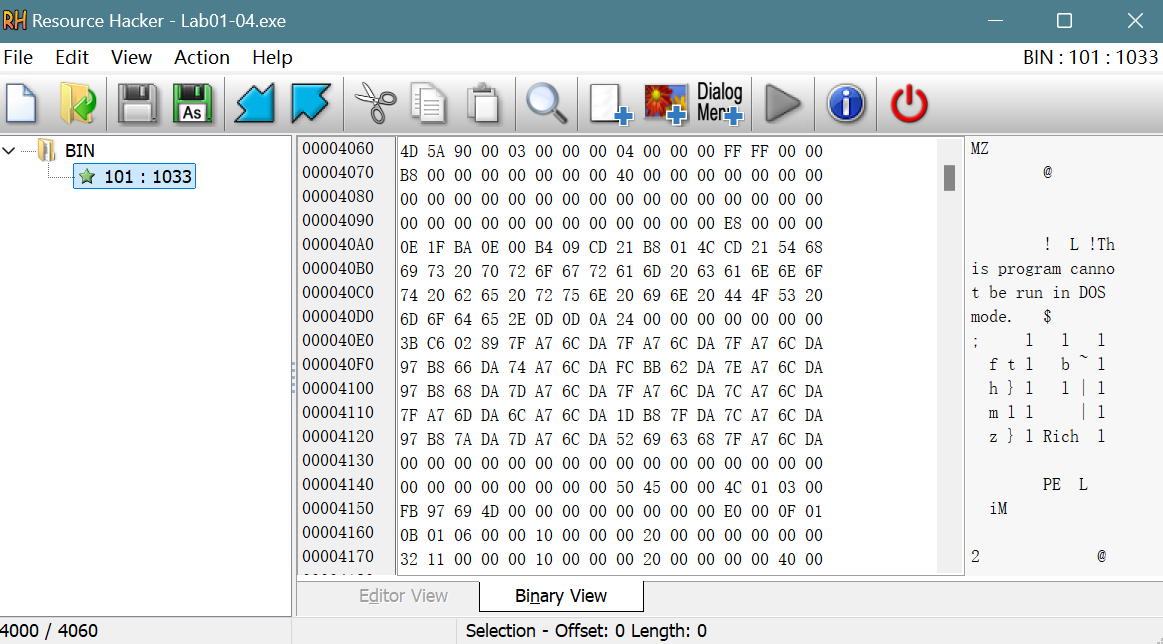 Resource Hacker - Lab01-04.exe
File Edit View Action Help BIN : 101 : 1033
As Dialog
Menu
BIN
101 : 1033
00004060 4D 5A 90 00 03 00 00 00 04 00 00 00 FF FF 00 00 MZ
00004070 B8 00 00 00 00 00 00 00 40 00 00 00 00 00 00 00 @
00004080 00 00 00 00 00 00 00 00 00 00 00 00 00 00 00 00
00004090 00 00 00 00 00 00 00 00 00 00 00 00 E8 00 00 00
000040A0 0E 1F BA 0E 00 B4 09 CD 21 B8 01 4C CD 21 54 68 ! L !Th
000040B0 69 73 20 70 72 6F 67 72 61 6D 20 63 61 6E 6E 6F is program canno
000040C0 74 20 62 65 20 72 75 6E 20 69 6E 20 44 4F 53 20 t be run in DOS
000040D0 6D 6F 64 65 2E 0D 0D 0A 24 00 00 00 00 00 00 00 mode. $
000040E0 3B C6 02 89 7F A7 6C DA 7F A7 6C DA 7F A7 6C DA ; l l l
000040F0 97 B8 66 DA 74 A7 6C DA FC BB 62 DA 7E A7 6C DA f t l b ~ l
00004100 97 B8 68 DA 7D A7 6C DA 7F A7 6C DA 7C A7 6C DA h } l l | l
00004110 7F A7 6D DA 6C A7 6C DA 1D B8 7F DA 7C A7 6C DA m l l | l
00004120 97 B8 7A DA 7D A7 6C DA 52 69 63 68 7F A7 6C DA z } l Rich l
00004130 00 00 00 00 00 00 00 00 00 00 00 00 00 00 00 00
00004140 00 00 00 00 00 00 00 00 50 45 00 00 4C 01 03 00 PE L
00004150 FB 97 69 4D 00 00 00 00 00 00 00 00 E0 00 0F 01 iM
00004160 0B 01 06 00 00 10 00 00 00 20 00 00 00 00 00 00
00004170 32 11 00 00 00 10 00 00 00 20 00 00 00 00 40 00 2 @
Editor View Binary View
4000 / 4060 Selection - Offset: 0 Length: 0